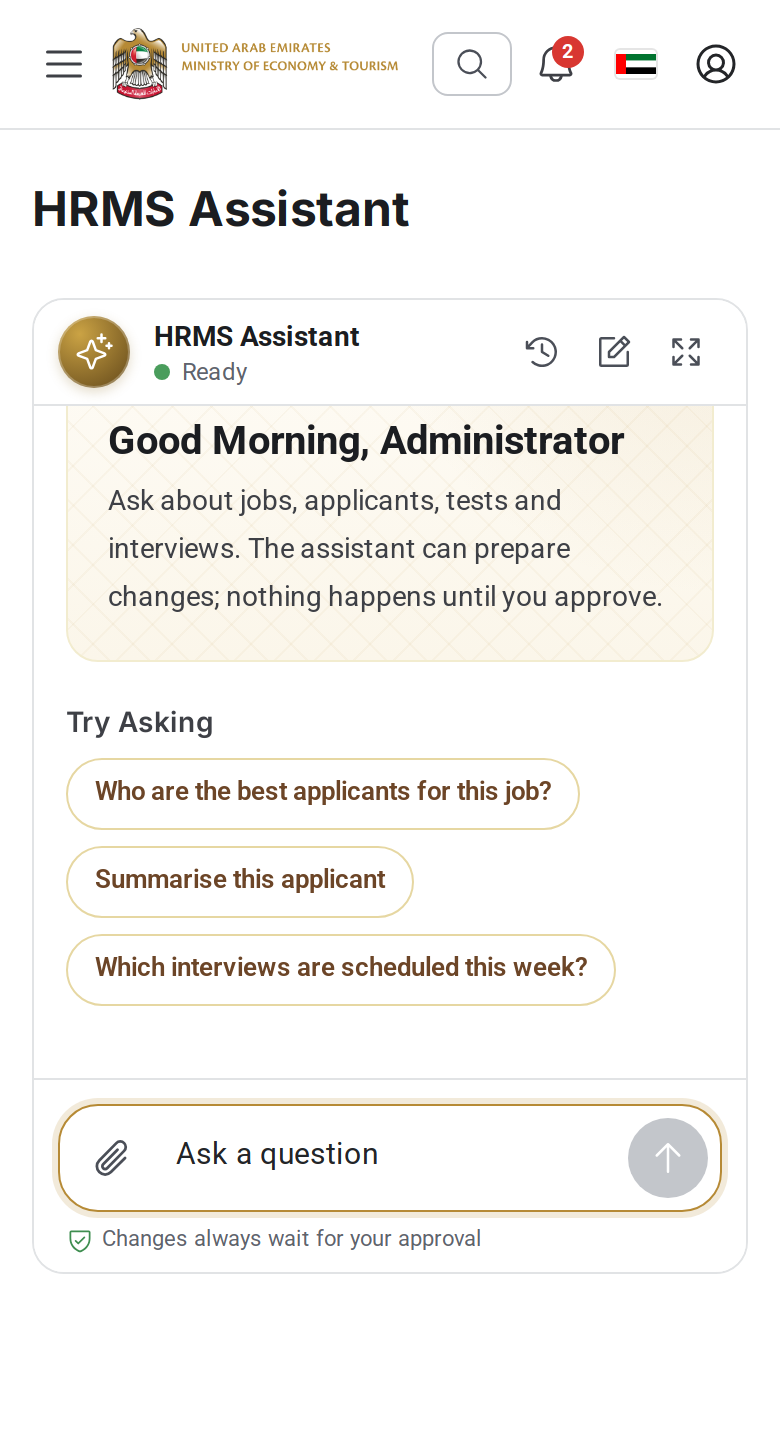 UNITED ARAB EMIRATES
MINISTRY OF ECONOMY & TOURISM
2
HRMS Assistant
HRMS Assistant
Ready
Good Morning, Administrator
Ask about jobs, applicants, tests and
interviews. The assistant can prepare
changes; nothing happens until you approve.
Try Asking
Who are the best applicants for this job?
Summarise this applicant
Which interviews are scheduled this week?
Ask a question
Changes always wait for your approval